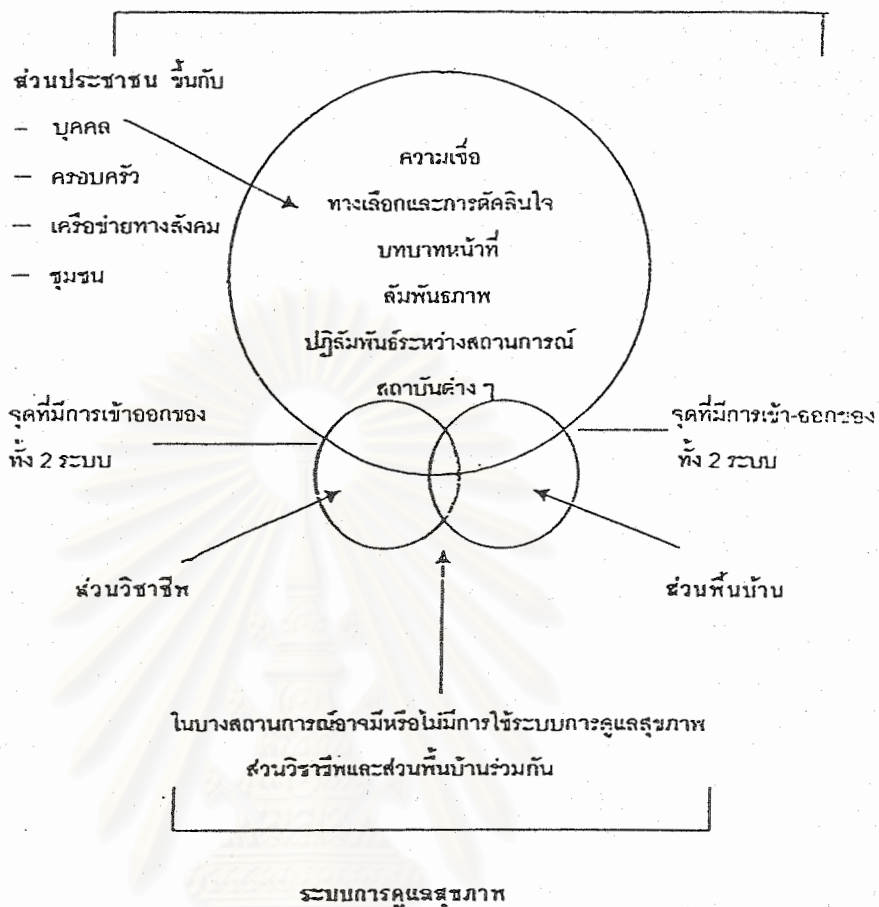 ส่วนประชาชน ขึ้นกับ
– บุคคล
– ครอบครัว
– เครือข่ายทางสังคม
– ชุมชน
ความเชื่อ
ทางเลือกและการตัดสินใจ
บทบาทหน้าที่
สัมพันธภาพ
ปฏิสัมพันธ์ระหว่างสถานการณ์
สถาบันต่าง ๆ
จุดที่มีการเข้าออกของ
ทั้ง 2 ระบบ
จุดที่มีการเข้า-ออกของ
ทั้ง 2 ระบบ
ส่วนวิชาชีพ
ส่วนพื้นบ้าน
ในบางสถานการณ์อาจมีหรือไม่มีการใช้ระบบการดูแลสุขภาพ
ส่วนวิชาชีพและส่วนพื้นบ้านร่วมกัน
ระบบการดูแลสุขภาพ